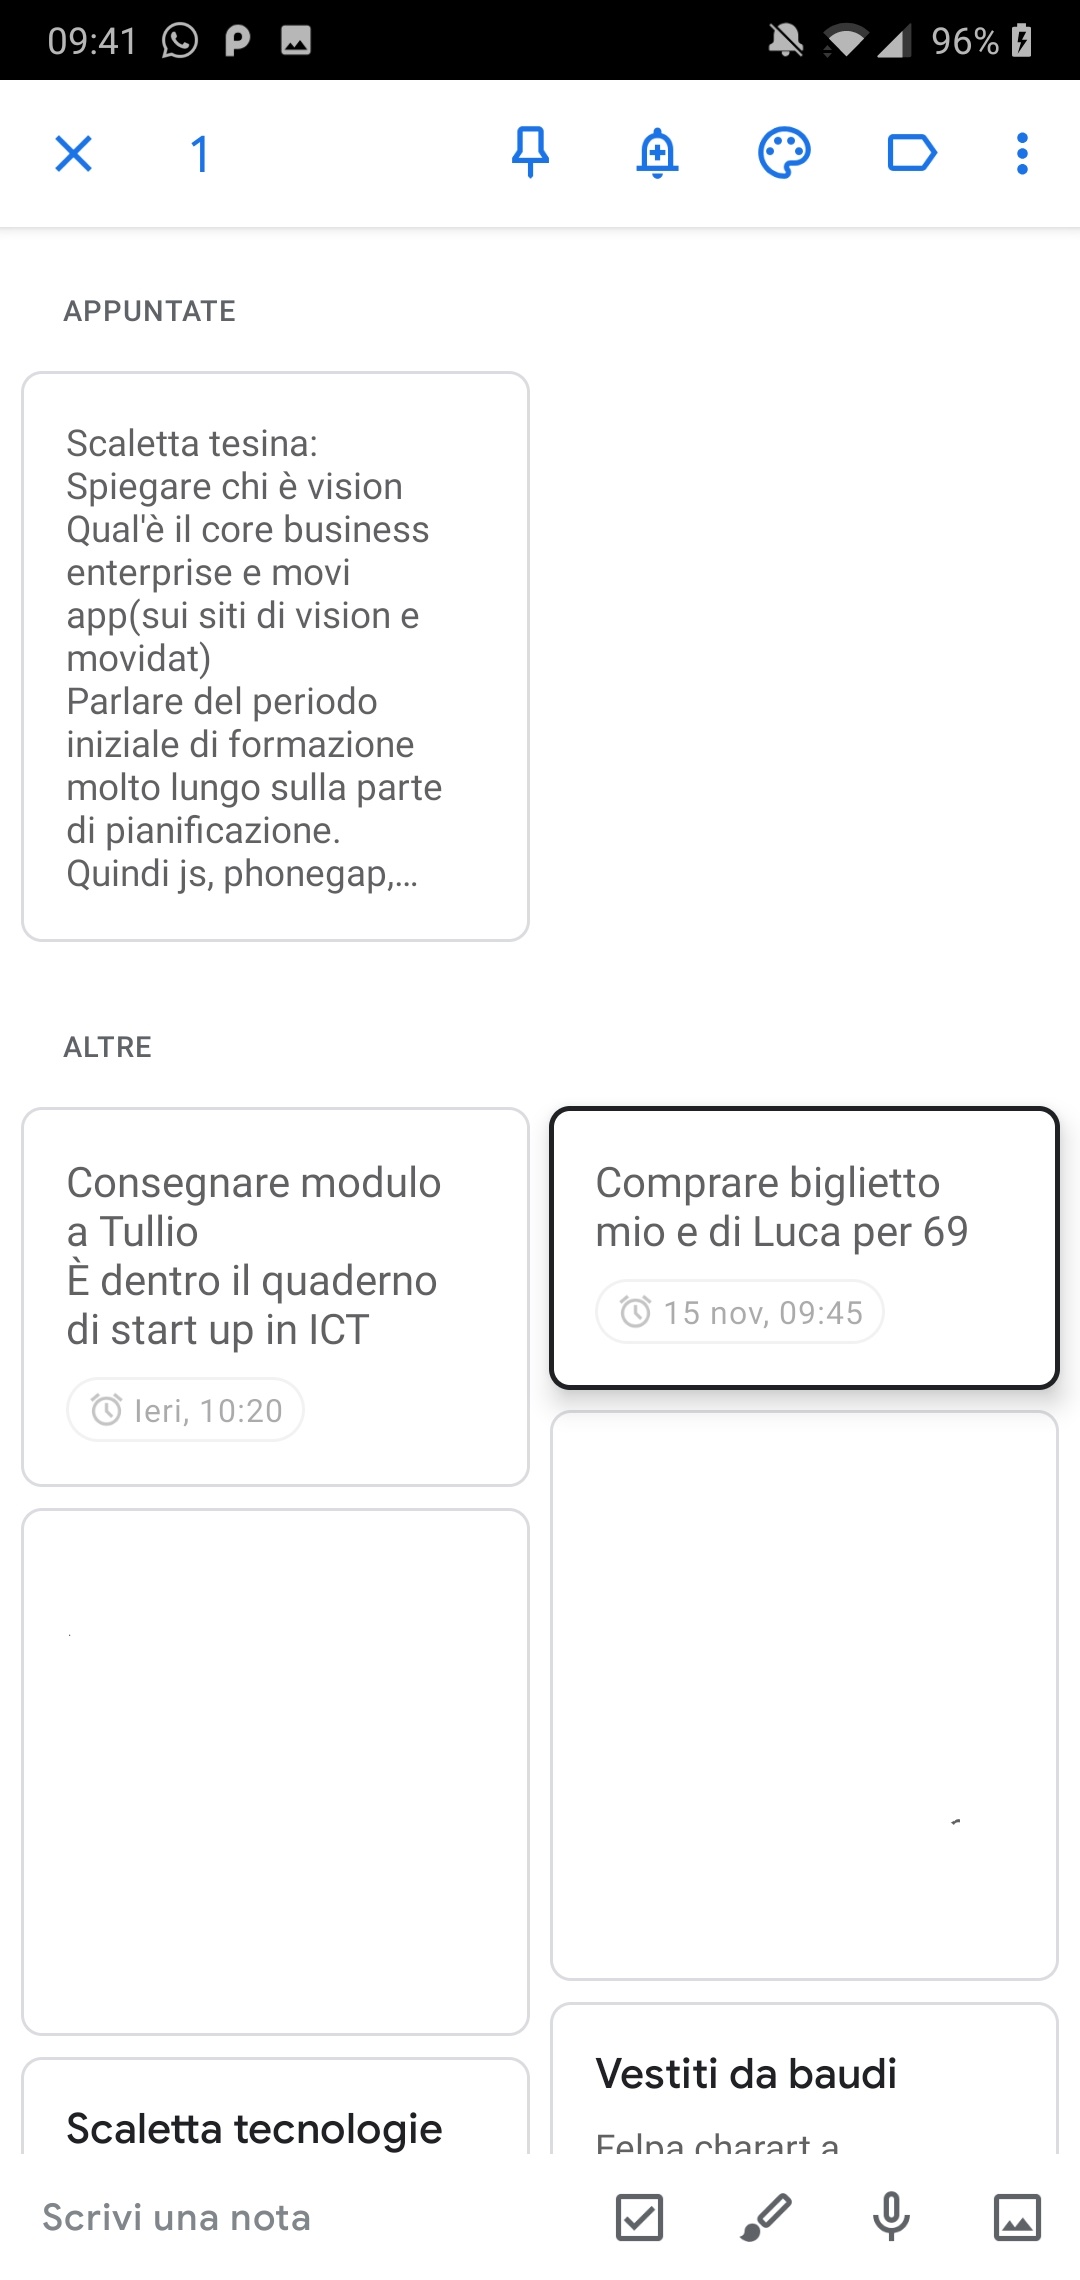 09:41
96%
1
APPUNTATE
Scaletta tesina:
Spiegare chi è vision
Qual'è il core business
enterprise e movi
app(sui siti di vision e
movidat)
Parlare del periodo
iniziale di formazione
molto lungo sulla parte
di pianificazione.
Quindi js, phonegap,...
ALTRE
Consegnare modulo
a Tullio
È dentro il quaderno
di start up in ICT
Ieri, 10:20
Comprare biglietto
mio e di Luca per 69
15 nov, 09:45
Scaletta tecnologie
Vestiti da baudi
Felpa charart a
Scrivi una nota